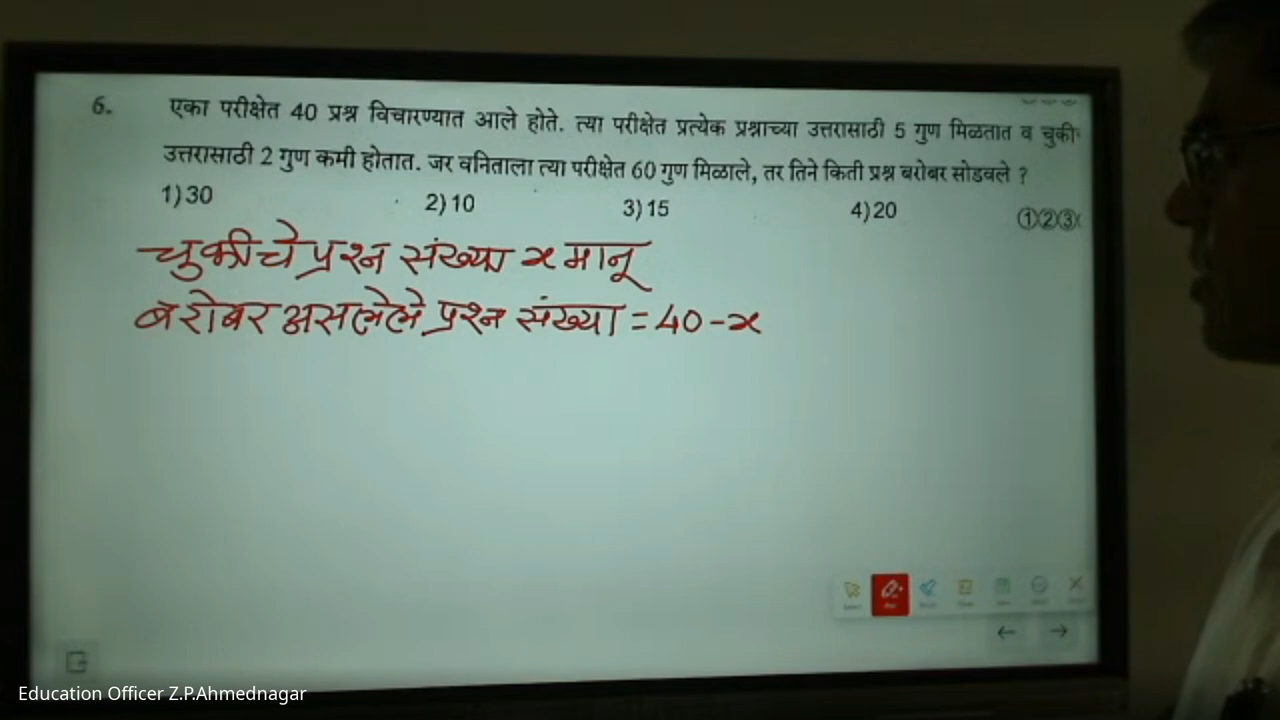 6. एका परीक्षेत 40 प्रश्न विचारण्यात आले होते. त्या परीक्षेत प्रत्येक प्रश्नाच्या उत्तरासाठी 5 गुण मिळतात व चुकी
उत्तरासाठी 2 गुण कमी होतात. जर वनिताला त्या परीक्षेत 60 गुण मिळाले, तर तिने किती प्रश्न बरोबर सोडवले ?
1) 30 2) 10 3) 15 4) 20 ①②③
चुकीचे प्रश्न संख्या x मानू
बरोबर असलेले प्रश्न संख्या = 40 - x
Education Officer Z.P.Ahmednagar